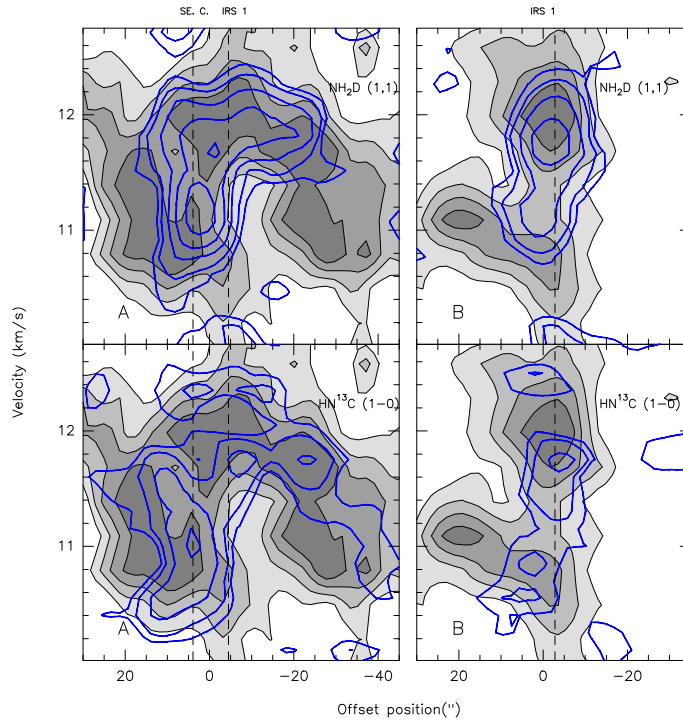 SE. C. IRS 1 IRS 1
NH₂D (1,1) NH₂D (1,1)
12
11
A B
HN¹³C (1−0) HN¹³C (1−0)
12
11
A B
20 0 −20 −40 20 0 −20
Velocity (km/s)
Offset position('')